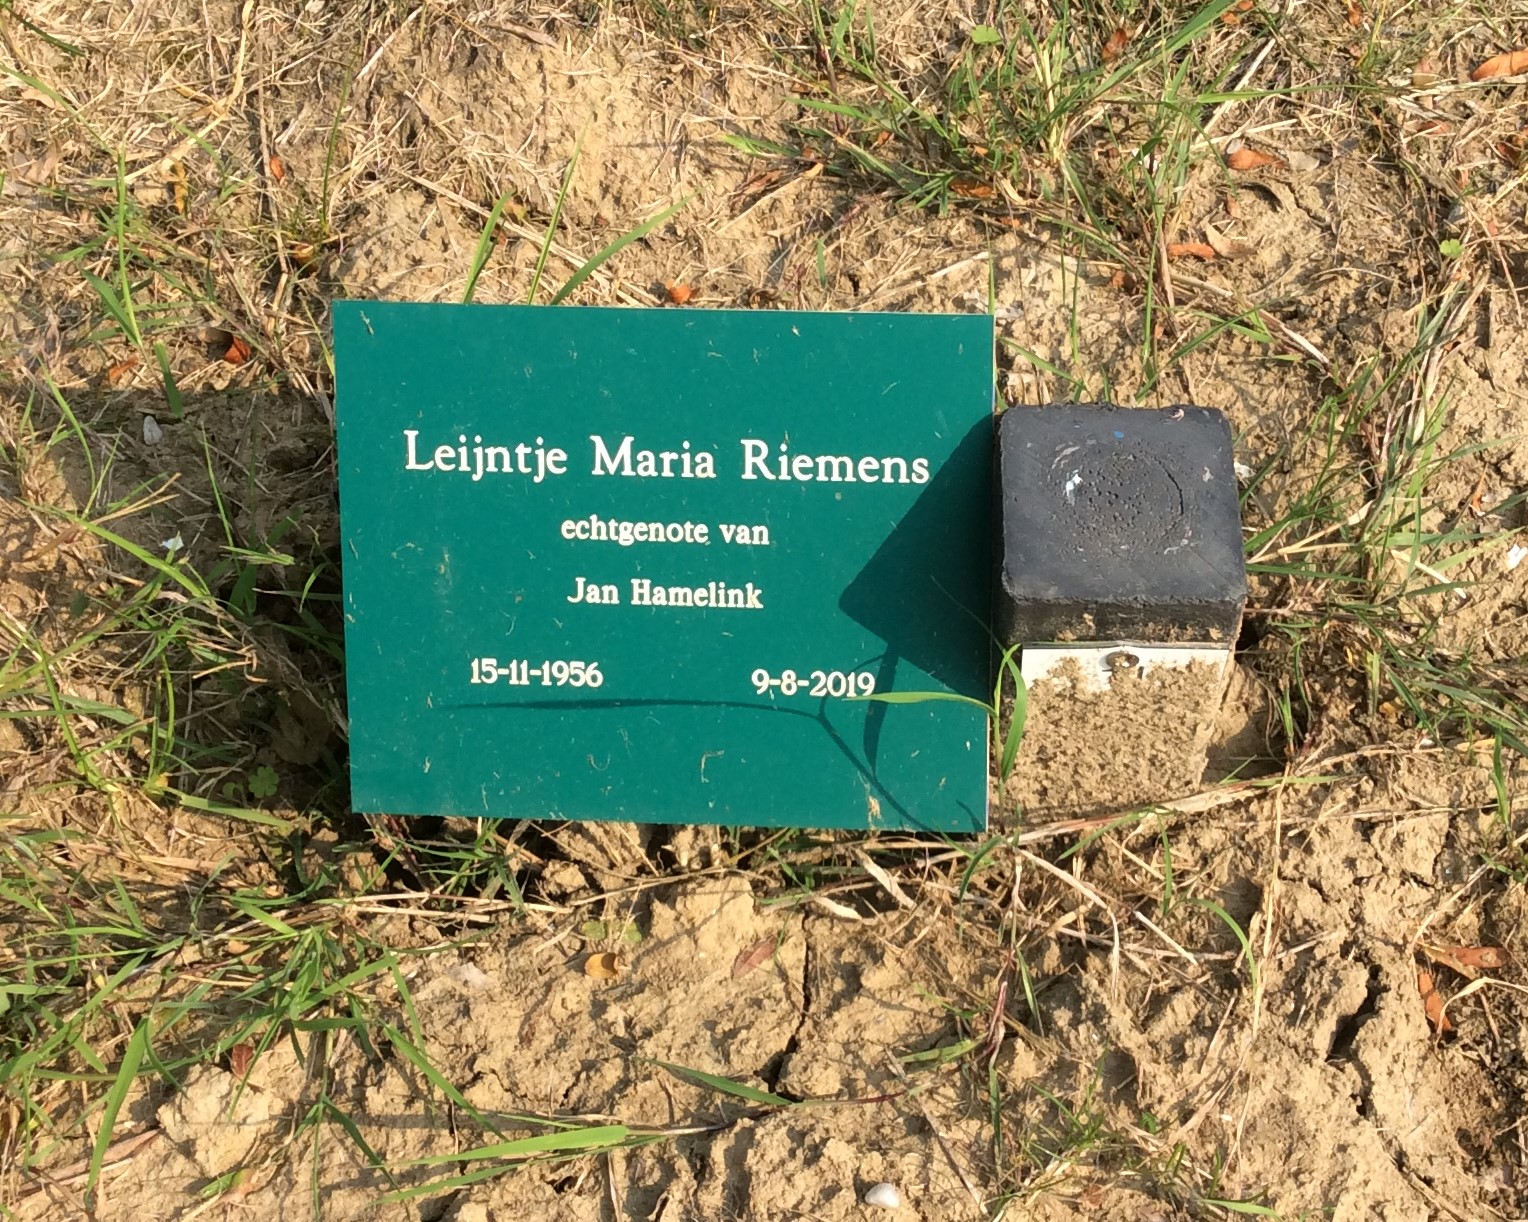 Leijntje Maria Riemens
echtgenote van
Jan Hamelink
15-11-1956 9-8-2019